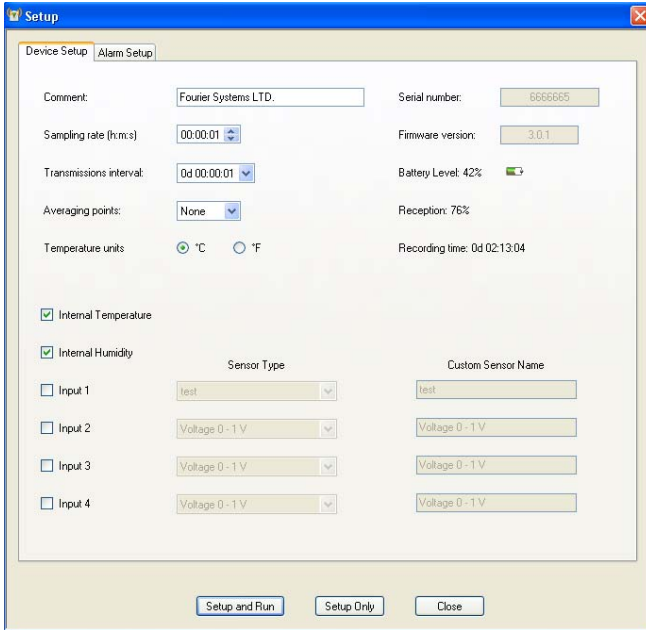 Setup
Device Setup Alarm Setup
Comment: Fourier Systems LTD. Serial number: 6666665
Sampling rate (h:m:s) 00:00:01 Firmware version: 3.0.1
Transmissions interval: 0d 00:00:01 Battery Level: 42%
Averaging points: None Reception: 76%
Temperature units °C °F Recording time: 0d 02:13:04
Internal Temperature
Internal Humidity
Sensor Type Custom Sensor Name
Input 1 test test
Input 2 Voltage 0 - 1 V Voltage 0 - 1 V
Input 3 Voltage 0 - 1 V Voltage 0 - 1 V
Input 4 Voltage 0 - 1 V Voltage 0 - 1 V
Setup and Run Setup Only Close